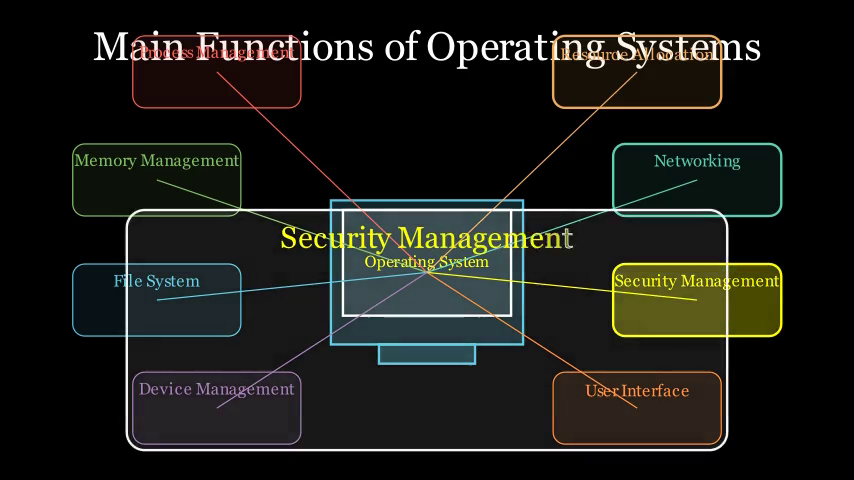 Main Functions of Operating Systems
Process Management
Resource Allocation
Memory Management
Networking
Security Management
Operating System
File System
Security Management
Device Management
User Interface